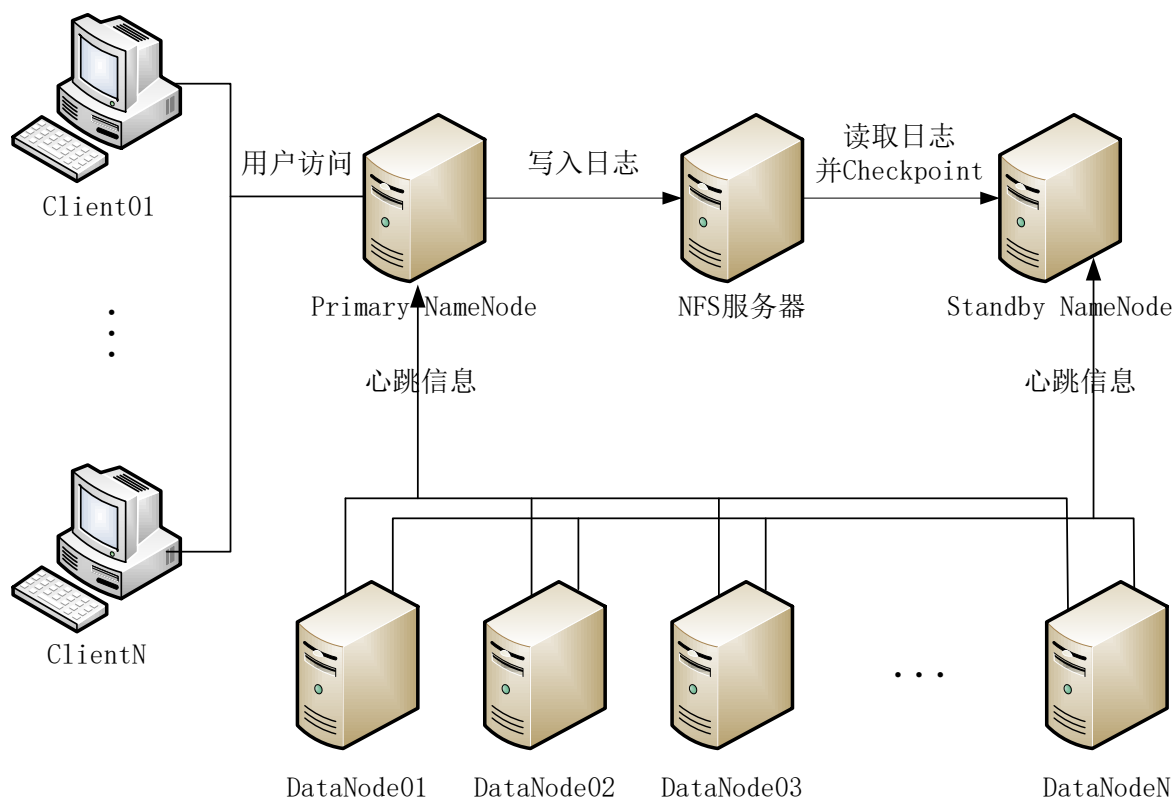 用户访问
写入日志
读取日志
并Checkpoint
Client01
Primary NameNode
NFS服务器
Standby NameNode
心跳信息
心跳信息
ClientN
DataNode01
DataNode02
DataNode03
DataNodeN